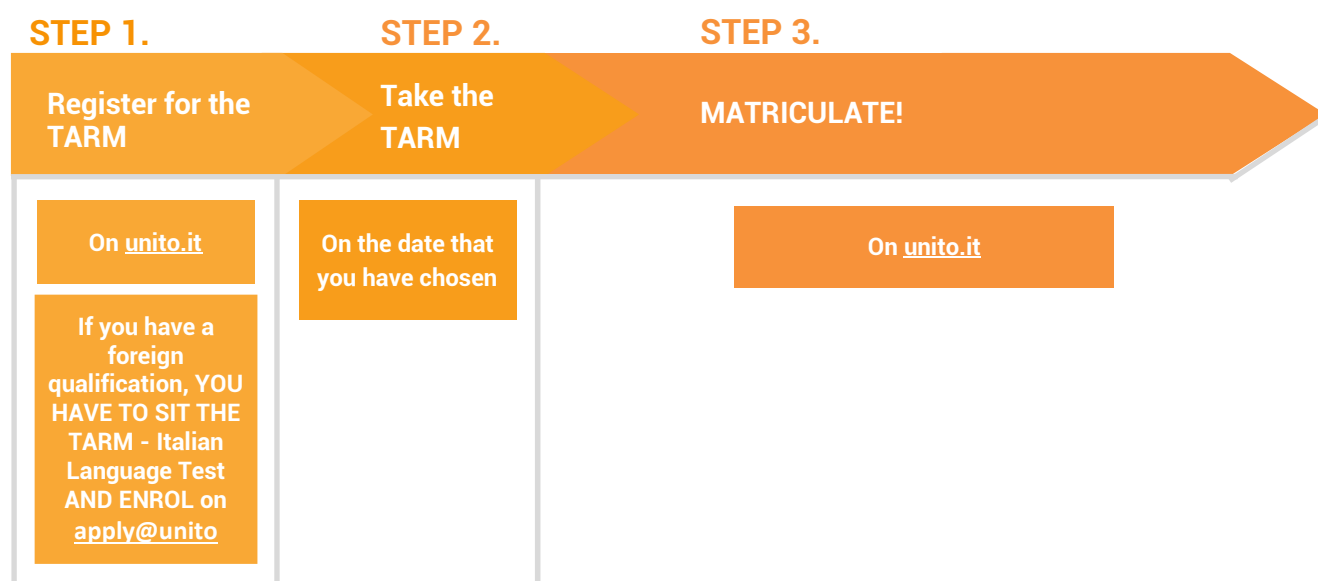 STEP 1.
STEP 2.
STEP 3.
Register for the
TARM
Take the
TARM
MATRICULATE!
On unito.it
If you have a
foreign
qualification, YOU
HAVE TO SIT THE
TARM - Italian
Language Test
AND ENROL on
apply@unito
On the date that
you have chosen
On unito.it